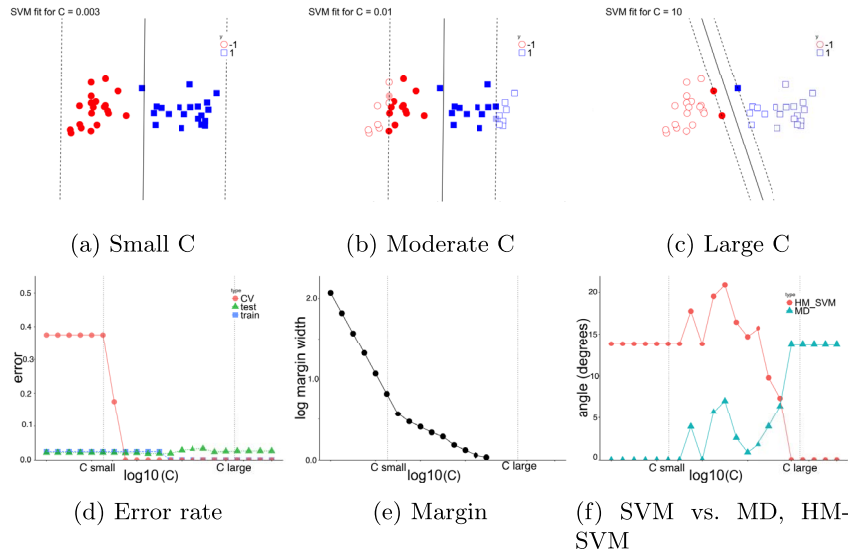 SVM fit for C = 0.003
y
-1
1
SVM fit for C = 0.01
y
-1
1
SVM fit for C = 10
y
-1
1
(a) Small C
(b) Moderate C
(c) Large C
error
0.5
0.4
0.3
0.2
0.1
0.0
type
CV
test
train
C small
C large
log10(C)
(d) Error rate
log margin width
2.0
1.0
0.0
C small
C large
log10(C)
(e) Margin
angle (degrees)
20
15
10
5
0
type
HM_SVM
MD
C small
C large
log10(C)
(f) SVM vs. MD, HM-
SVM